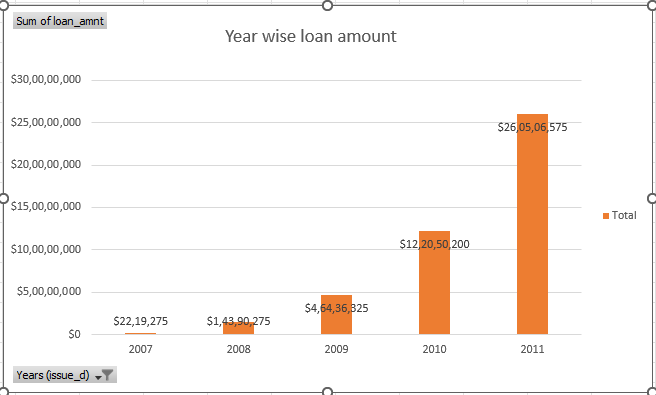 Sum of loan_amnt
Year wise loan amount
$30,00,00,000
$25,00,00,000
$20,00,00,000
$15,00,00,000
$10,00,00,000
$5,00,00,000
$0
$22,19,275
$1,43,90,275
$4,64,36,325
$12,20,50,200
$26,05,06,575
2007 2008 2009 2010 2011
Total
Years (issue_d)